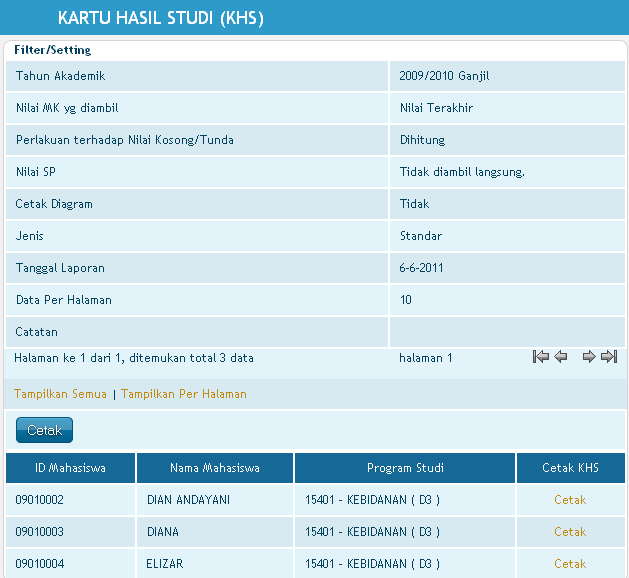 KARTU HASIL STUDI (KHS)
Filter/Setting
Tahun Akademik 2009/2010 Ganjil
Nilai MK yg diambil Nilai Terakhir
Perlakuan terhadap Nilai Kosong/Tunda Dihitung
Nilai SP Tidak diambil langsung.
Cetak Diagram Tidak
Jenis Standar
Tanggal Laporan 6-6-2011
Data Per Halaman 10
Catatan
Halaman ke 1 dari 1, ditemukan total 3 data halaman 1
Tampilkan Semua | Tampilkan Per Halaman
Cetak
ID Mahasiswa Nama Mahasiswa Program Studi Cetak KHS
09010002 DIAN ANDAYANI 15401 - KEBIDANAN ( D3 ) Cetak
09010003 DIANA 15401 - KEBIDANAN ( D3 ) Cetak
09010004 ELIZAR 15401 - KEBIDANAN ( D3 ) Cetak